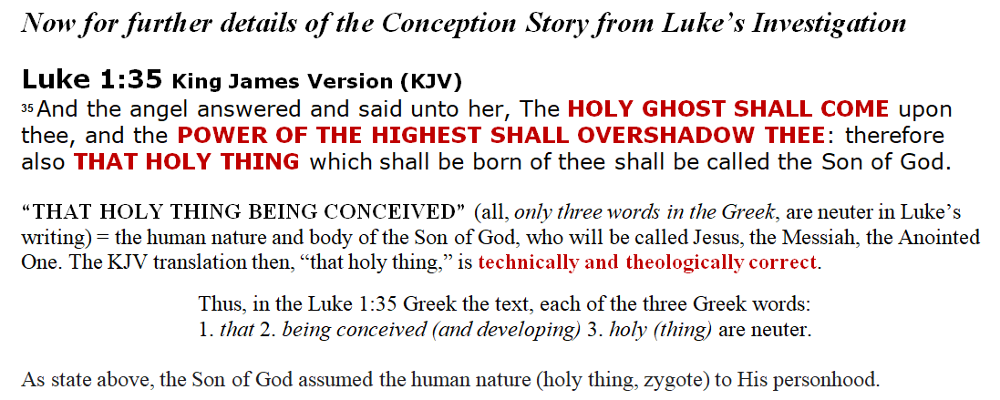 Now for further details of the Conception Story from Luke’s Investigation
Luke 1:35 King James Version (KJV)
35 And the angel answered and said unto her, The HOLY GHOST SHALL COME upon
thee, and the POWER OF THE HIGHEST SHALL OVERSHADOW THEE: therefore
also THAT HOLY THING which shall be born of thee shall be called the Son of God.
“THAT HOLY THING BEING CONCEIVED” (all, only three words in the Greek, are neuter in Luke’s
writing) = the human nature and body of the Son of God, who will be called Jesus, the Messiah, the Anointed
One. The KJV translation then, “that holy thing,” is technically and theologically correct.
Thus, in the Luke 1:35 Greek the text, each of the three Greek words:
1. that 2. being conceived (and developing) 3. holy (thing) are neuter.
As state above, the Son of God assumed the human nature (holy thing, zygote) to His personhood.